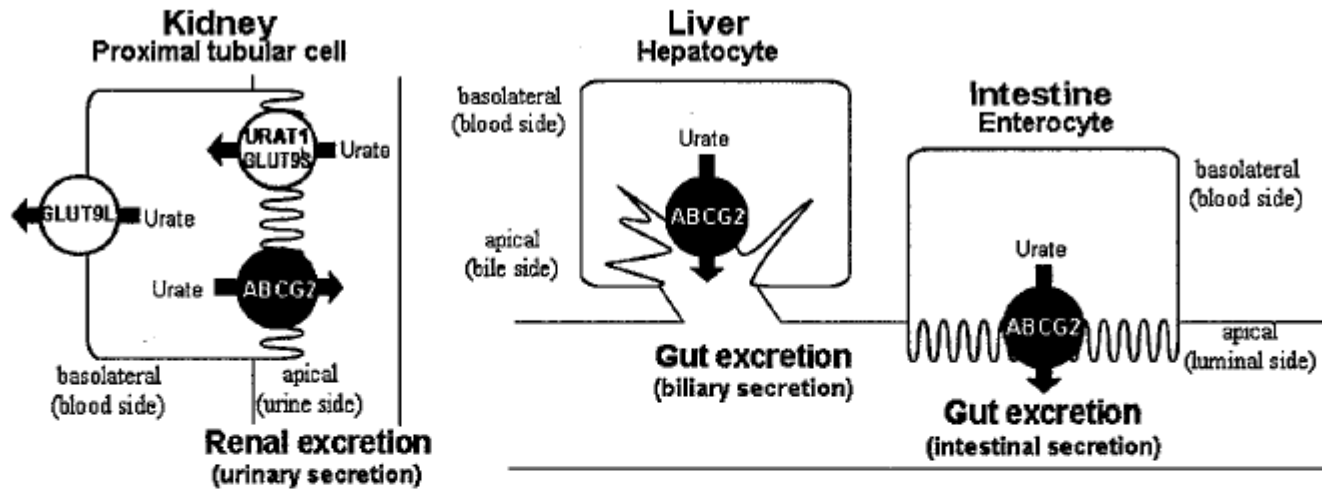 Kidney
Proximal tubular cell
URAT1
GLUT9S
Urate
GLUT9L
Urate
Urate
ABCG2
basolateral
(blood side)
apical
(urine side)
Renal excretion
(urinary secretion)
Liver
Hepatocyte
basolateral
(blood side)
Urate
ABCG2
apical
(bile side)
Gut excretion
(biliary secretion)
Intestine
Enterocyte
basolateral
(blood side)
Urate
ABCG2
apical
(luminal side)
Gut excretion
(intestinal secretion)